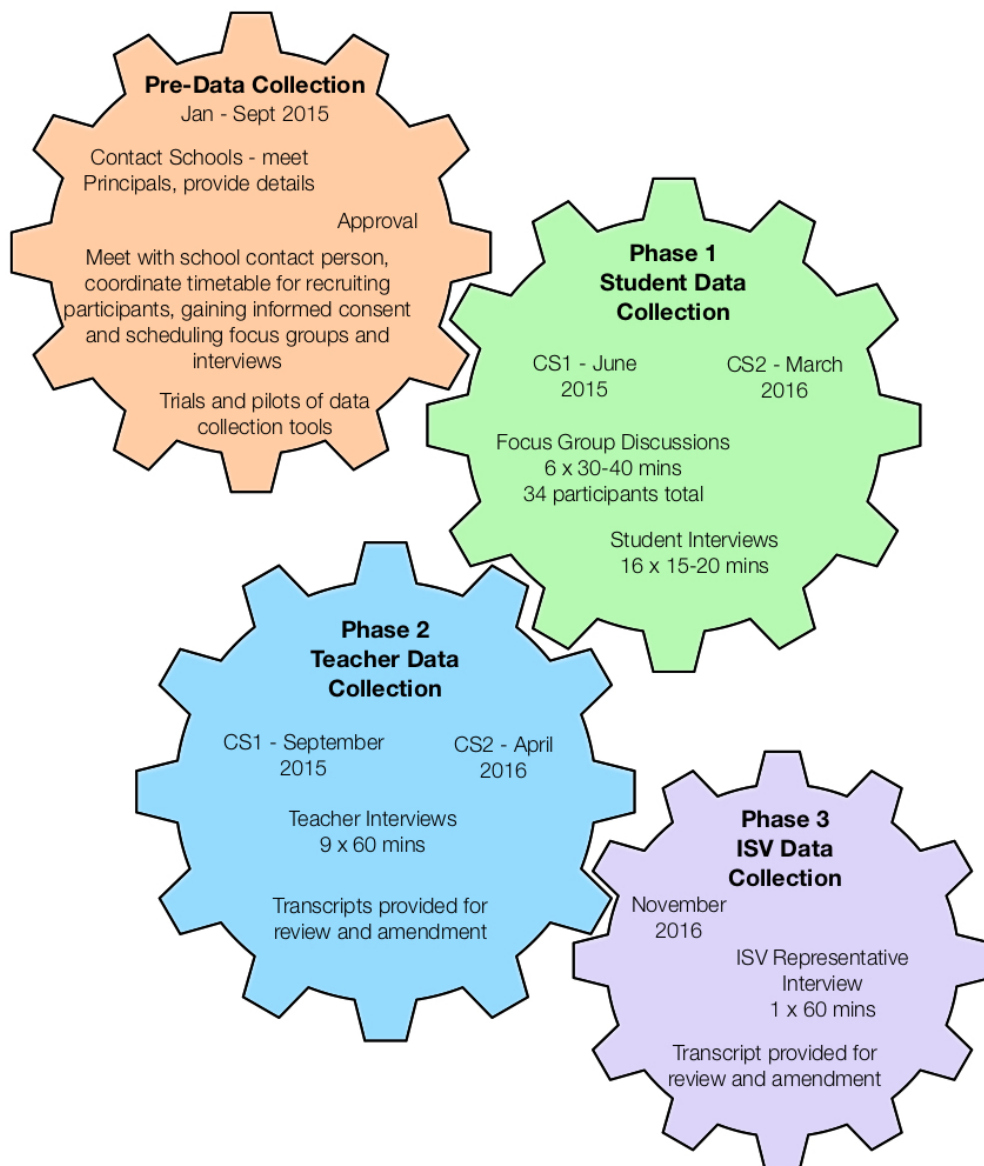 Pre-Data Collection
Jan - Sept 2015
Contact Schools - meet
Principals, provide details
Approval
Meet with school contact person,
coordinate timetable for recruiting
participants, gaining informed consent
and scheduling focus groups and
interviews
Trials and pilots of data
collection tools
Phase 1
Student Data
Collection
CS1 - June
2015
CS2 - March
2016
Focus Group Discussions
6 x 30-40 mins
34 participants total
Student Interviews
16 x 15-20 mins
Phase 2
Teacher Data
Collection
CS1 - September
2015
CS2 - April
2016
Teacher Interviews
9 x 60 mins
Transcripts provided for
review and amendment
Phase 3
ISV Data
Collection
November
2016
ISV Representative
Interview
1 x 60 mins
Transcript provided for
review and amendment